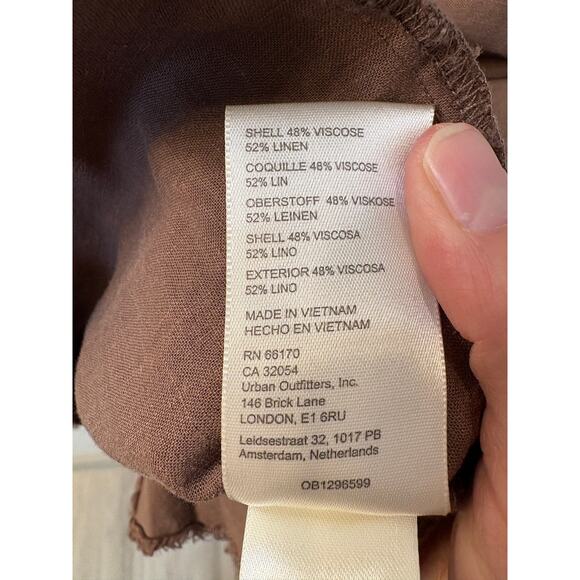 SHELL 48% VISCOSE
52% LINEN
COQUILLE 48% VISCOSE
52% LIN
OBERSTOFF 48% VISKOSE
52% LEINEN
SHELL 48% VISCOSA
52% LINO
EXTERIOR 48% VISCOSA
52% LINO
MADE IN VIETNAM
HECHO EN VIETNAM
RN 66170
CA 32054
Urban Outfitters, Inc.
146 Brick Lane
LONDON, E1 6RU
Leidsestraat 32, 1017 PB
Amsterdam, Netherlands
OB1296599